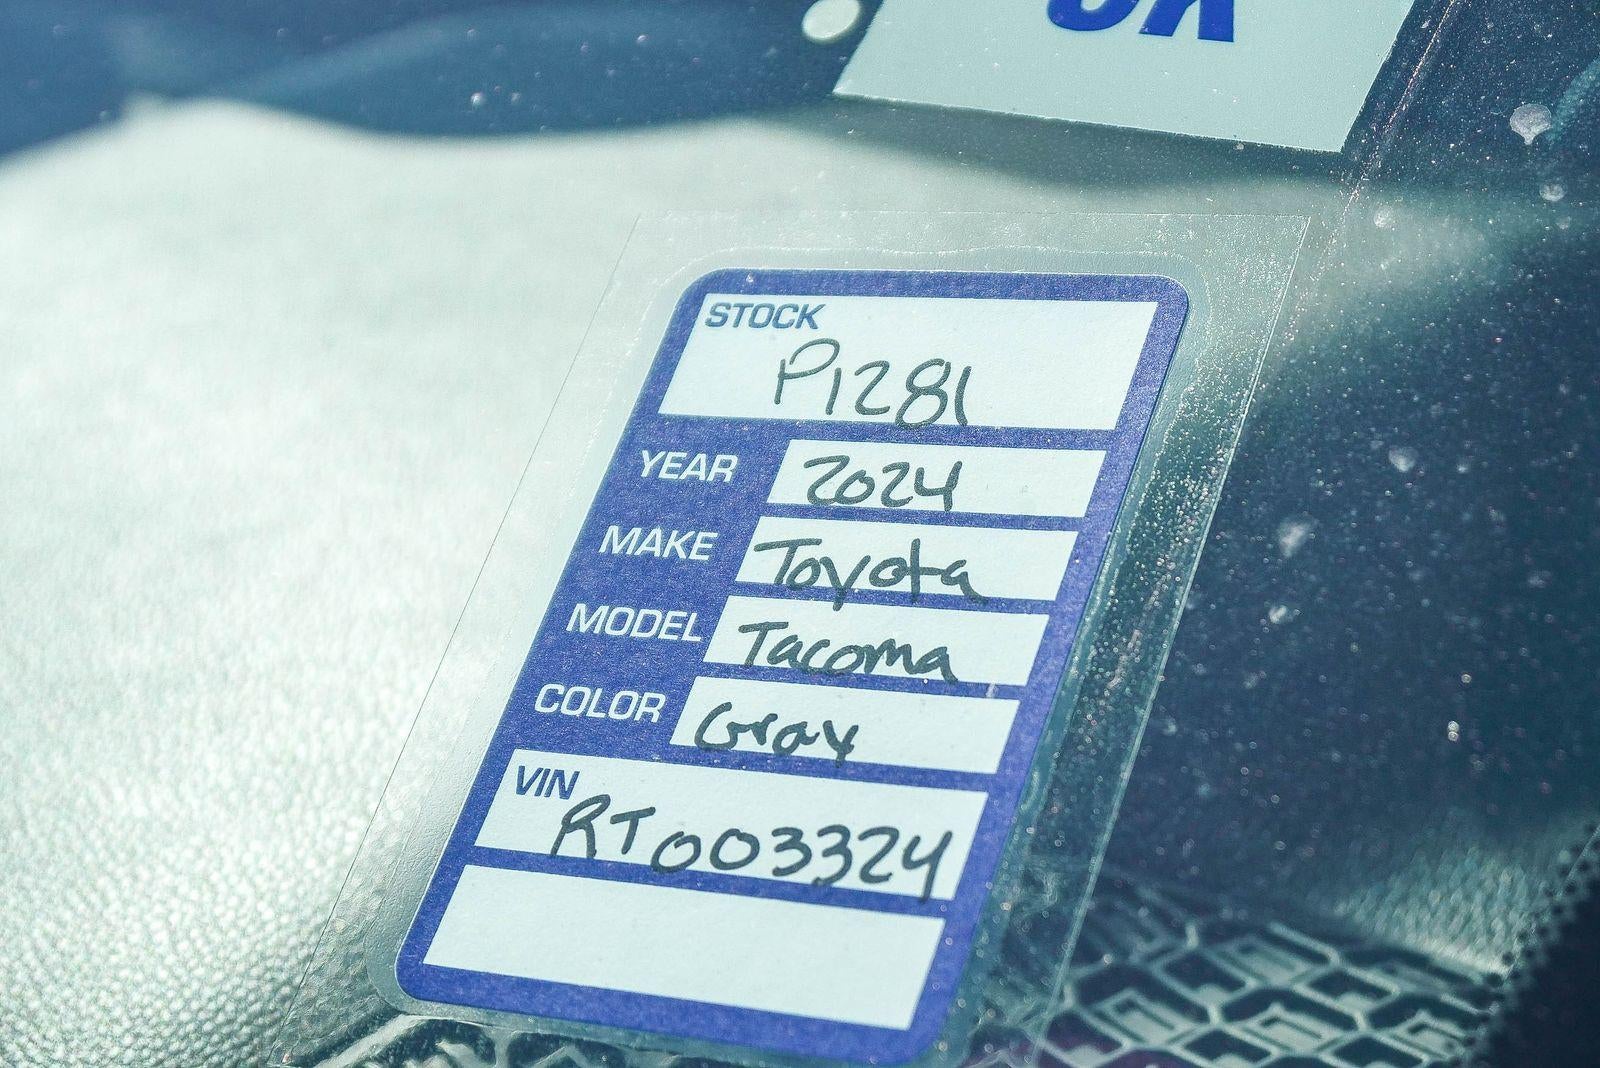 STOCK
P1281
YEAR 2024
MAKE Toyota
MODEL Tacoma
COLOR Gray
VIN
RT003324